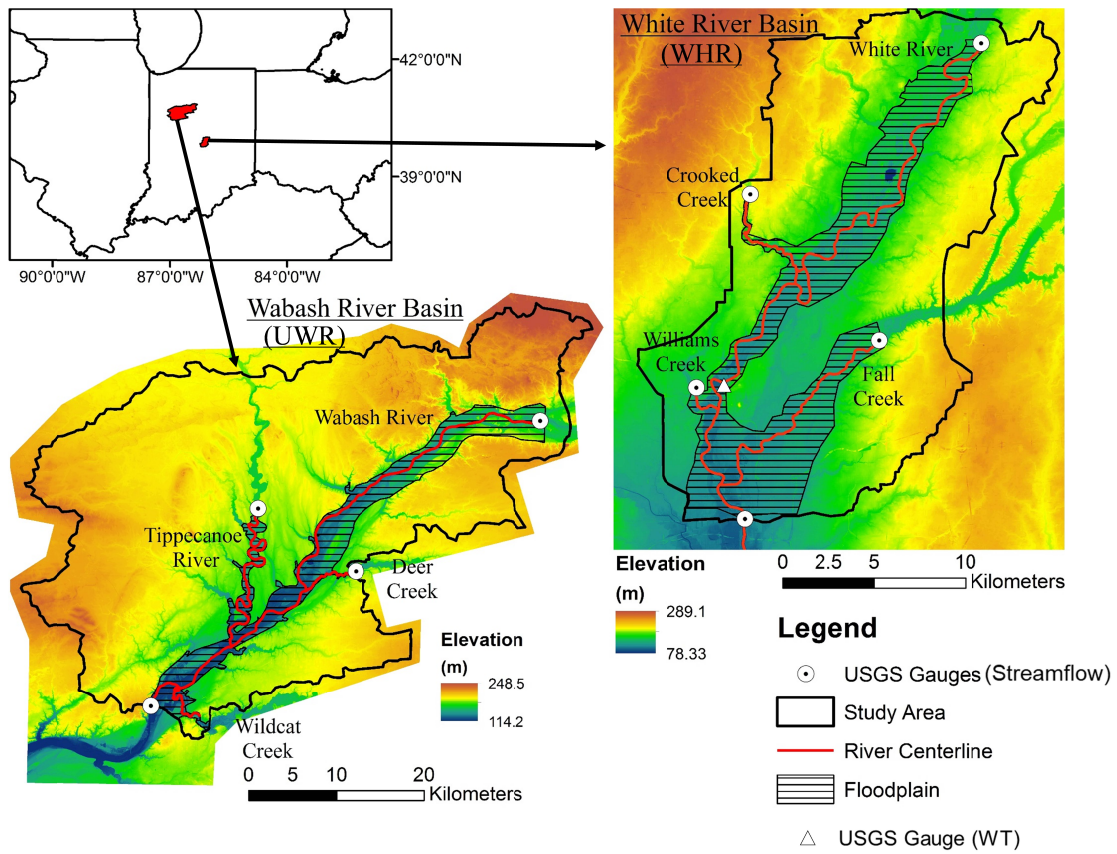 42°0'0"N
39°0'0"N
90°0'0"W
87°0'0"W
84°0'0"W
White River Basin
(WHR)
White River
Crooked
Creek
Williams
Creek
Fall
Creek
Wabash River Basin
(UWR)
Wabash River
Tippecanoe
River
Deer
Creek
Wildcat
Creek
Elevation
(m)
248.5
114.2
0 5 10 20
Kilometers
Elevation
(m)
289.1
78.33
0 2.5 5 10
Kilometers
Legend
USGS Gauges (Streamflow)
Study Area
River Centerline
Floodplain
USGS Gauge (WT)